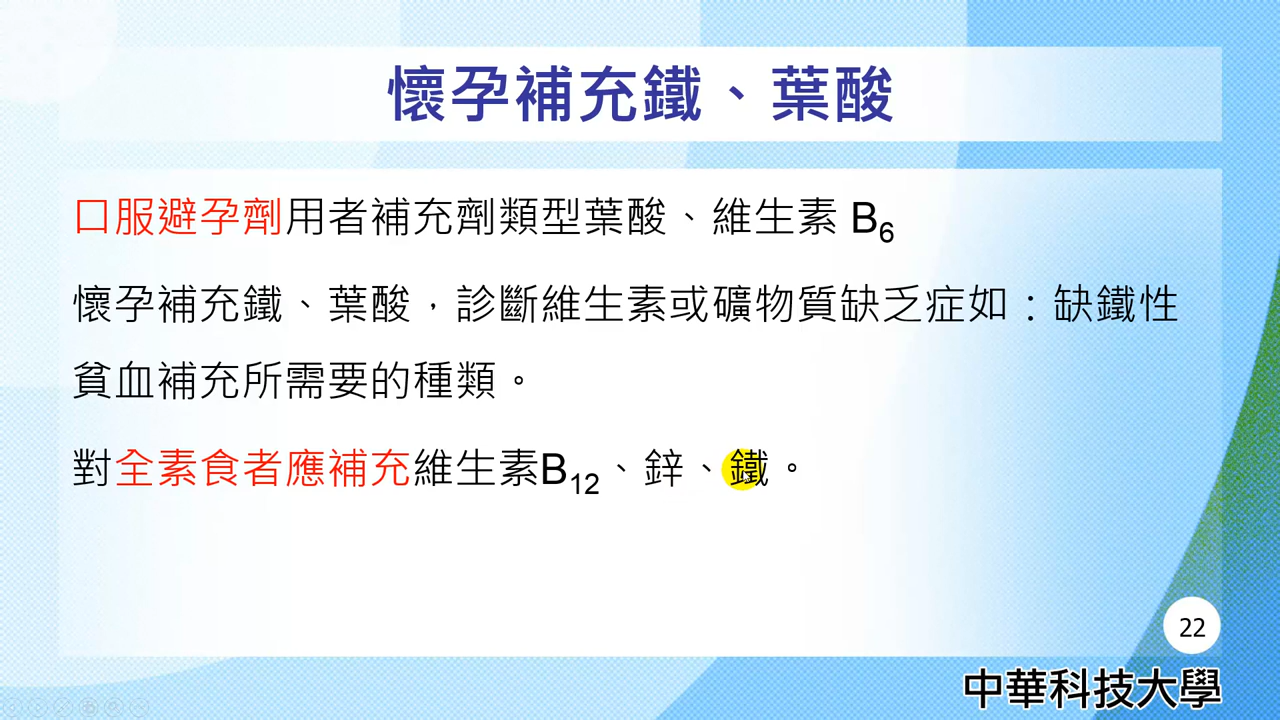 懷孕補充鐵、葉酸
口服避孕劑用者補充劑類型葉酸、維生素 B6
懷孕補充鐵、葉酸，診斷維生素或礦物質缺乏症如：缺鐵性
貧血補充所需要的種類。
對全素食者應補充維生素B12、鋅、鐵。
22
中華科技大學